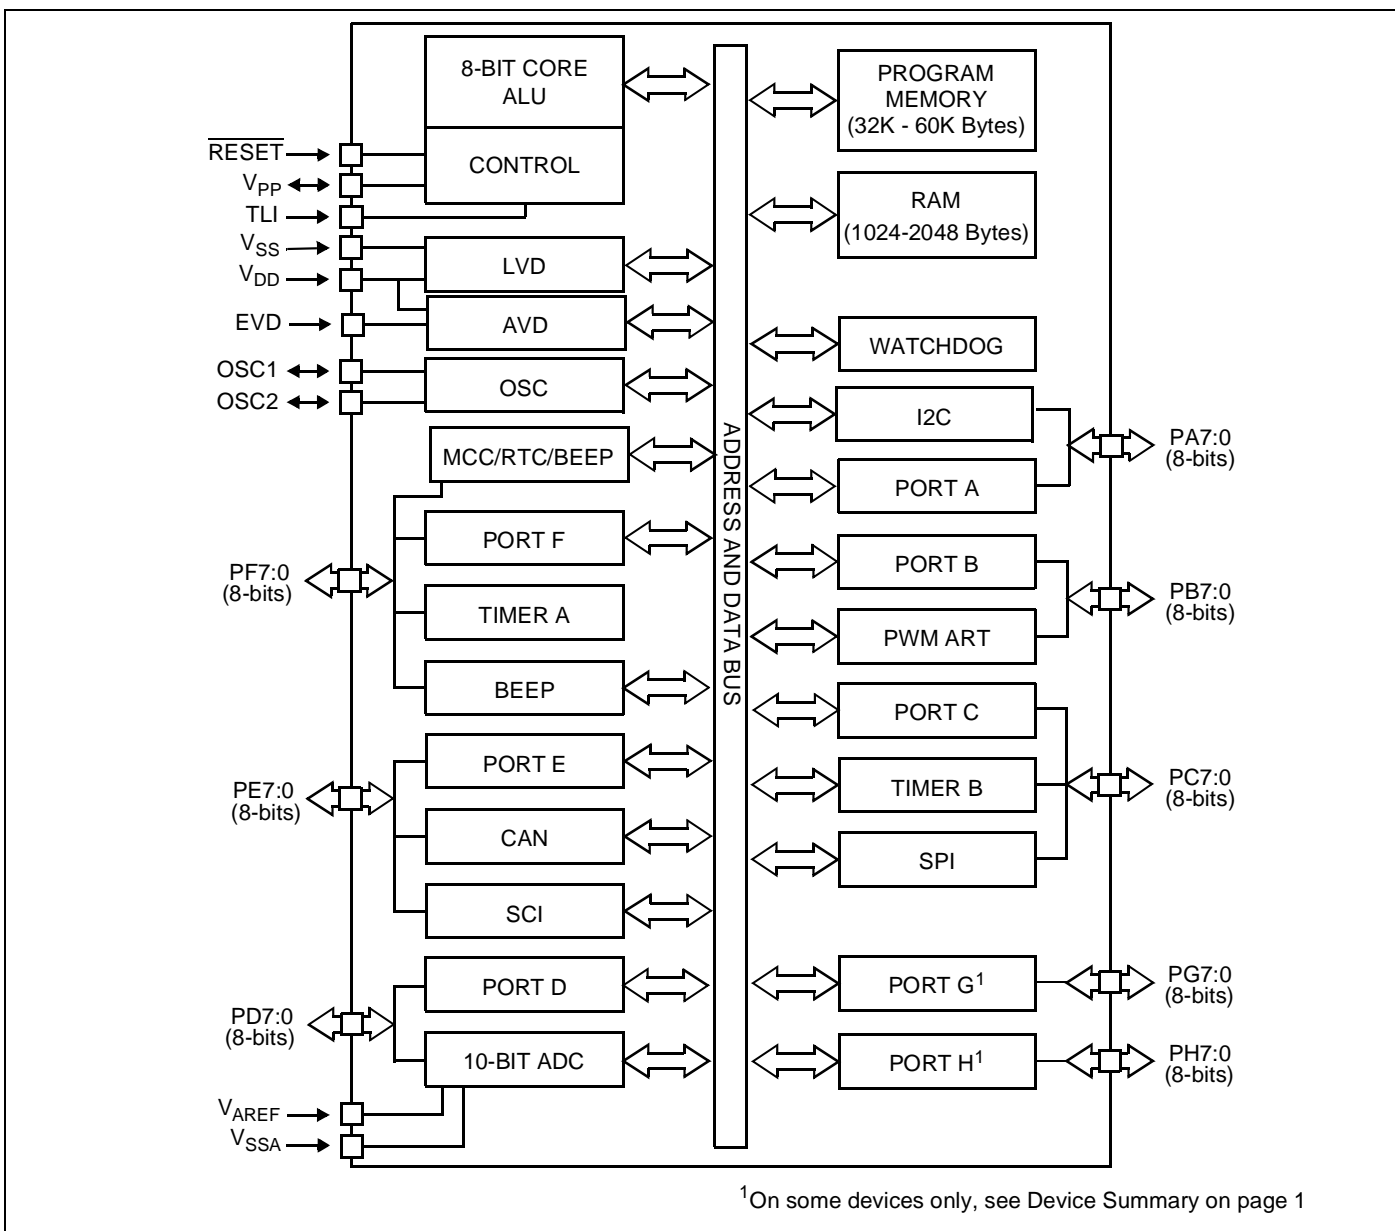 8-BIT CORE
ALU
CONTROL
RESET
VPP
TLI
VSS
VDD
EVD
OSC1
OSC2
LVD
AVD
OSC
MCC/RTC/BEEP
PORT F
TIMER A
BEEP
PF7:0
(8-bits)
PORT E
CAN
SCI
PE7:0
(8-bits)
PORT D
10-BIT ADC
PD7:0
(8-bits)
VAREF
VSSA
ADDRESS AND DATA BUS
PROGRAM
MEMORY
(32K - 60K Bytes)
RAM
(1024-2048 Bytes)
WATCHDOG
I2C
PORT A
PA7:0
(8-bits)
PORT B
PWM ART
PB7:0
(8-bits)
PORT C
TIMER B
SPI
PC7:0
(8-bits)
PORT G1
PG7:0
(8-bits)
PORT H1
PH7:0
(8-bits)
1On some devices only, see Device Summary on page 1